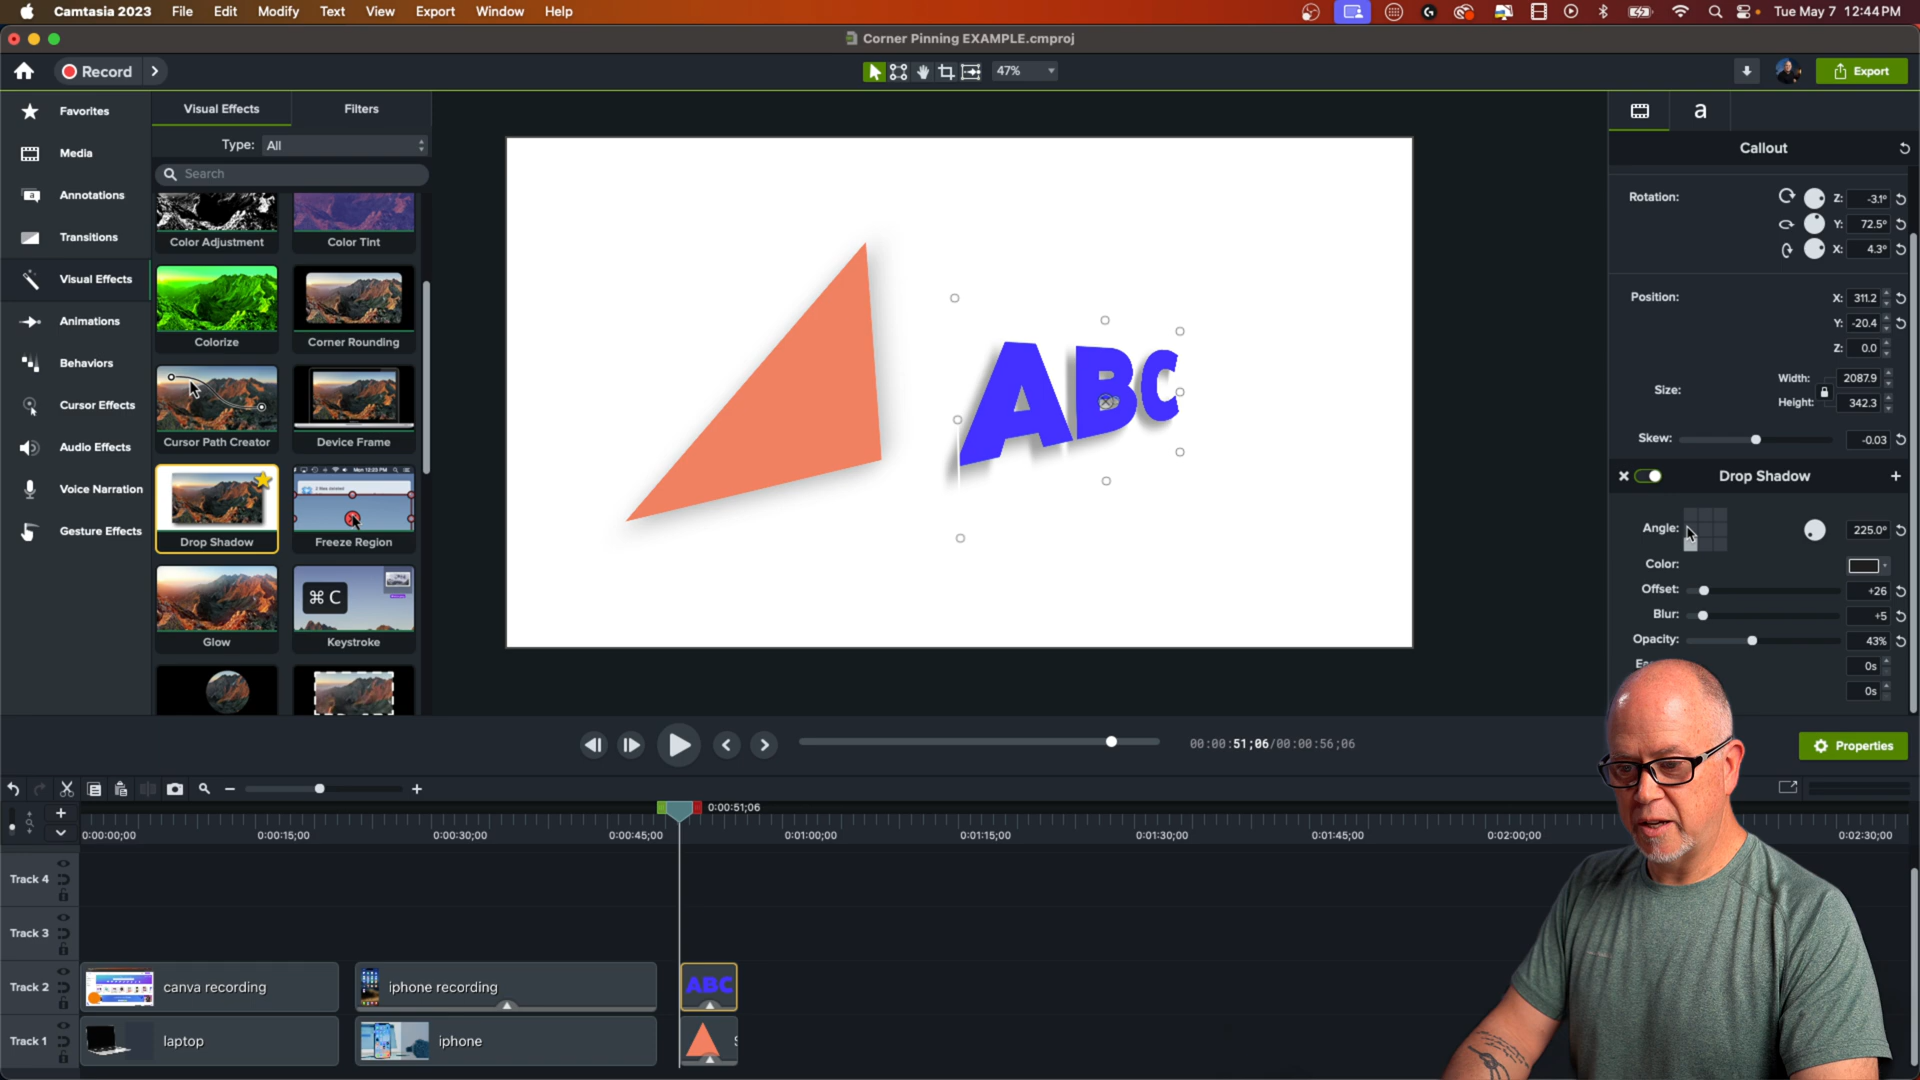 Camtasia 2023 File Edit Modify Text View Export Window Help
Tue May 7 12:44 PM
Corner Pinning EXAMPLE.cmproj
Record
47%
Export
Favorites
Media
Annotations
Transitions
Visual Effects
Animations
Behaviors
Cursor Effects
Audio Effects
Voice Narration
Gesture Effects
Visual Effects Filters
Type: All
Search
Color Adjustment Color Tint
Colorize Corner Rounding
Cursor Path Creator Device Frame
Drop Shadow Freeze Region
⌘ C
Glow Keystroke
ABC
a
Callout
Rotation: Z: -3.1°
Y: 72.5°
X: 4.3°
Position: X: 311.2
Y: -20.4
Z: 0.0
Size: Width: 2087.9
Height: 342.3
Skew: -0.03
Drop Shadow
Angle: 225.0°
Color:
Offset: +26
Blur: +5
Opacity: 43%
0s
0s
00:00:51;06/00:00:56;06
Properties
0:00:51;06
0:00:00;00 0:00:15;00 0:00:30;00 0:00:45;00 0:01:00;00 0:01:15;00 0:01:30;00 0:01:45;00 0:02:00;00 0:02:30;00
Track 4
Track 3
Track 2 canva recording iphone recording ABC
Track 1 laptop iphone